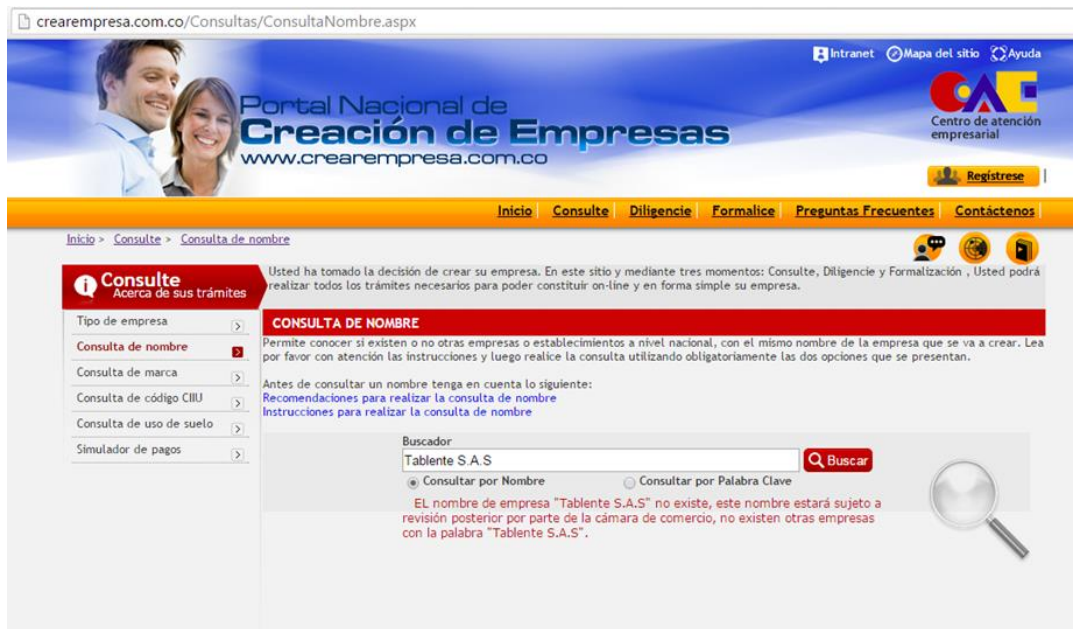 crearempresa.com.co/Consultas/ConsultaNombre.aspx
Intranet Mapa del sitio Ayuda
Portal Nacional de
Creación de Empresas
www.crearempresa.com.co
CAE
Centro de atención
empresarial
Regístrese
Inicio Consulte Diligencie Formalice Preguntas Frecuentes Contáctenos
Inicio > Consulte > Consulta de nombre
Consulte
Acerca de sus trámites
Tipo de empresa
Consulta de nombre
Consulta de marca
Consulta de código CIIU
Consulta de uso de suelo
Simulador de pagos
Usted ha tomado la decisión de crear su empresa. En este sitio y mediante tres momentos: Consulte, Diligencie y Formalización , Usted podrá
realizar todos los trámites necesarios para poder constituir on-line y en forma simple su empresa.
CONSULTA DE NOMBRE
Permite conocer si existen o no otras empresas o establecimientos a nivel nacional, con el mismo nombre de la empresa que se va a crear. Lea
por favor con atención las instrucciones y luego realice la consulta utilizando obligatoriamente las dos opciones que se presentan.
Antes de consultar un nombre tenga en cuenta lo siguiente:
Recomendaciones para realizar la consulta de nombre
Instrucciones para realizar la consulta de nombre
Buscador
Tablente S.A.S
Buscar
Consultar por Nombre Consultar por Palabra Clave
EL nombre de empresa "Tablente S.A.S" no existe, este nombre estará sujeto a
revisión posterior por parte de la cámara de comercio, no existen otras empresas
con la palabra "Tablente S.A.S".